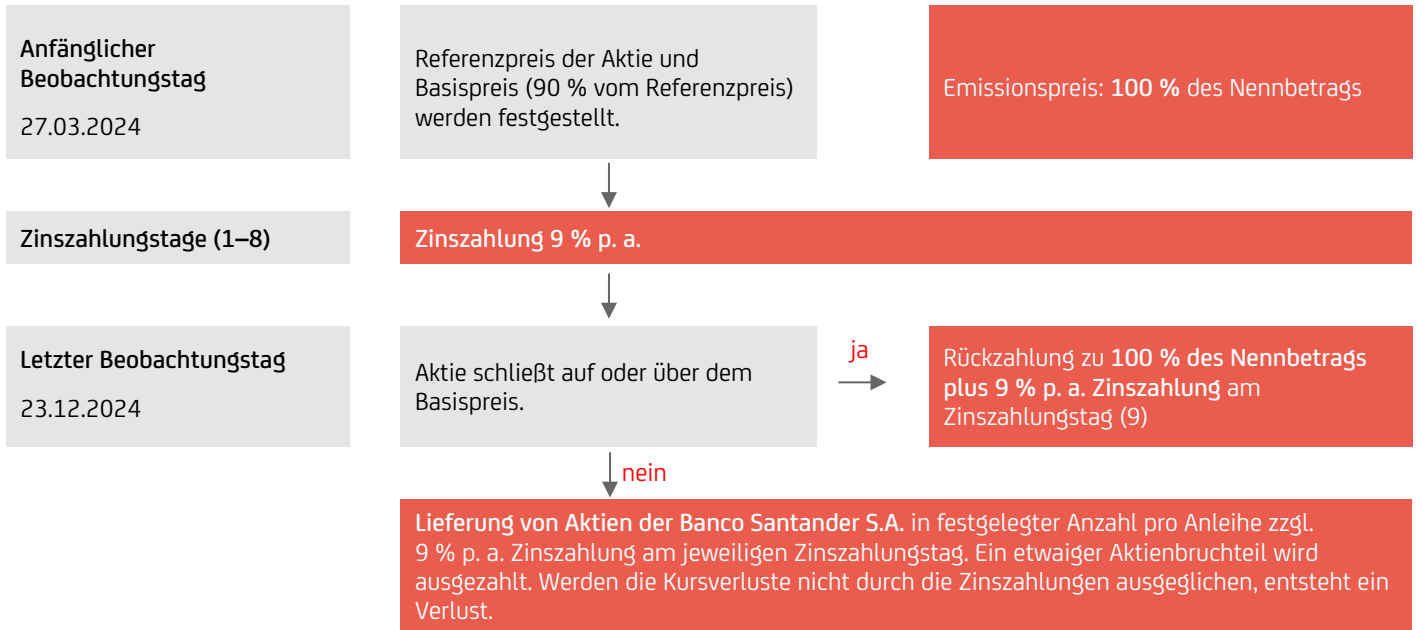 Anfänglicher
Beobachtungstag
27.03.2024
Referenzpreis der Aktie und
Basispreis (90 % vom Referenzpreis)
werden festgestellt.
Emissionspreis: 100 % des Nennbetrags
Zinszahlungstage (1–8)
Zinszahlung 9 % p. a.
Letzter Beobachtungstag
23.12.2024
Aktie schließt auf oder über dem
Basispreis.
ja
Rückzahlung zu 100 % des Nennbetrags
plus 9 % p. a. Zinszahlung am
Zinszahlungstag (9)
nein
Lieferung von Aktien der Banco Santander S.A. in festgelegter Anzahl pro Anleihe zzgl.
9 % p. a. Zinszahlung am jeweiligen Zinszahlungstag. Ein etwaiger Aktienbruchteil wird
ausgezahlt. Werden die Kursverluste nicht durch die Zinszahlungen ausgeglichen, entsteht ein
Verlust.